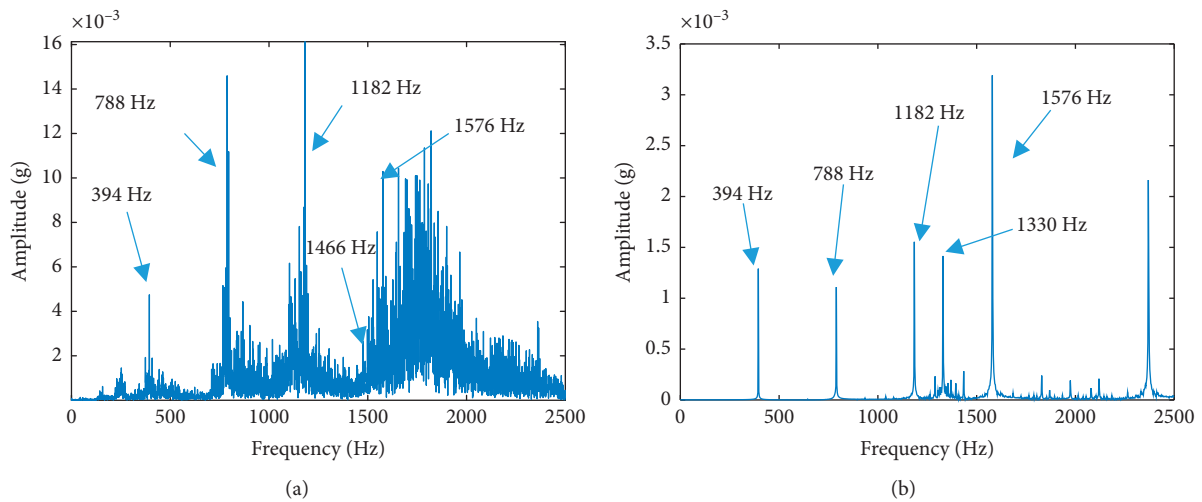 ×10⁻³
16
14
12
10
8
6
4
2
0
500
1000
1500
2000
2500
Amplitude (g)
Frequency (Hz)
394 Hz
788 Hz
1182 Hz
1576 Hz
1466 Hz
(a)
×10⁻³
3.5
3
2.5
2
1.5
1
0.5
0
0
500
1000
1500
2000
2500
Amplitude (g)
Frequency (Hz)
394 Hz
788 Hz
1182 Hz
1330 Hz
1576 Hz
(b)